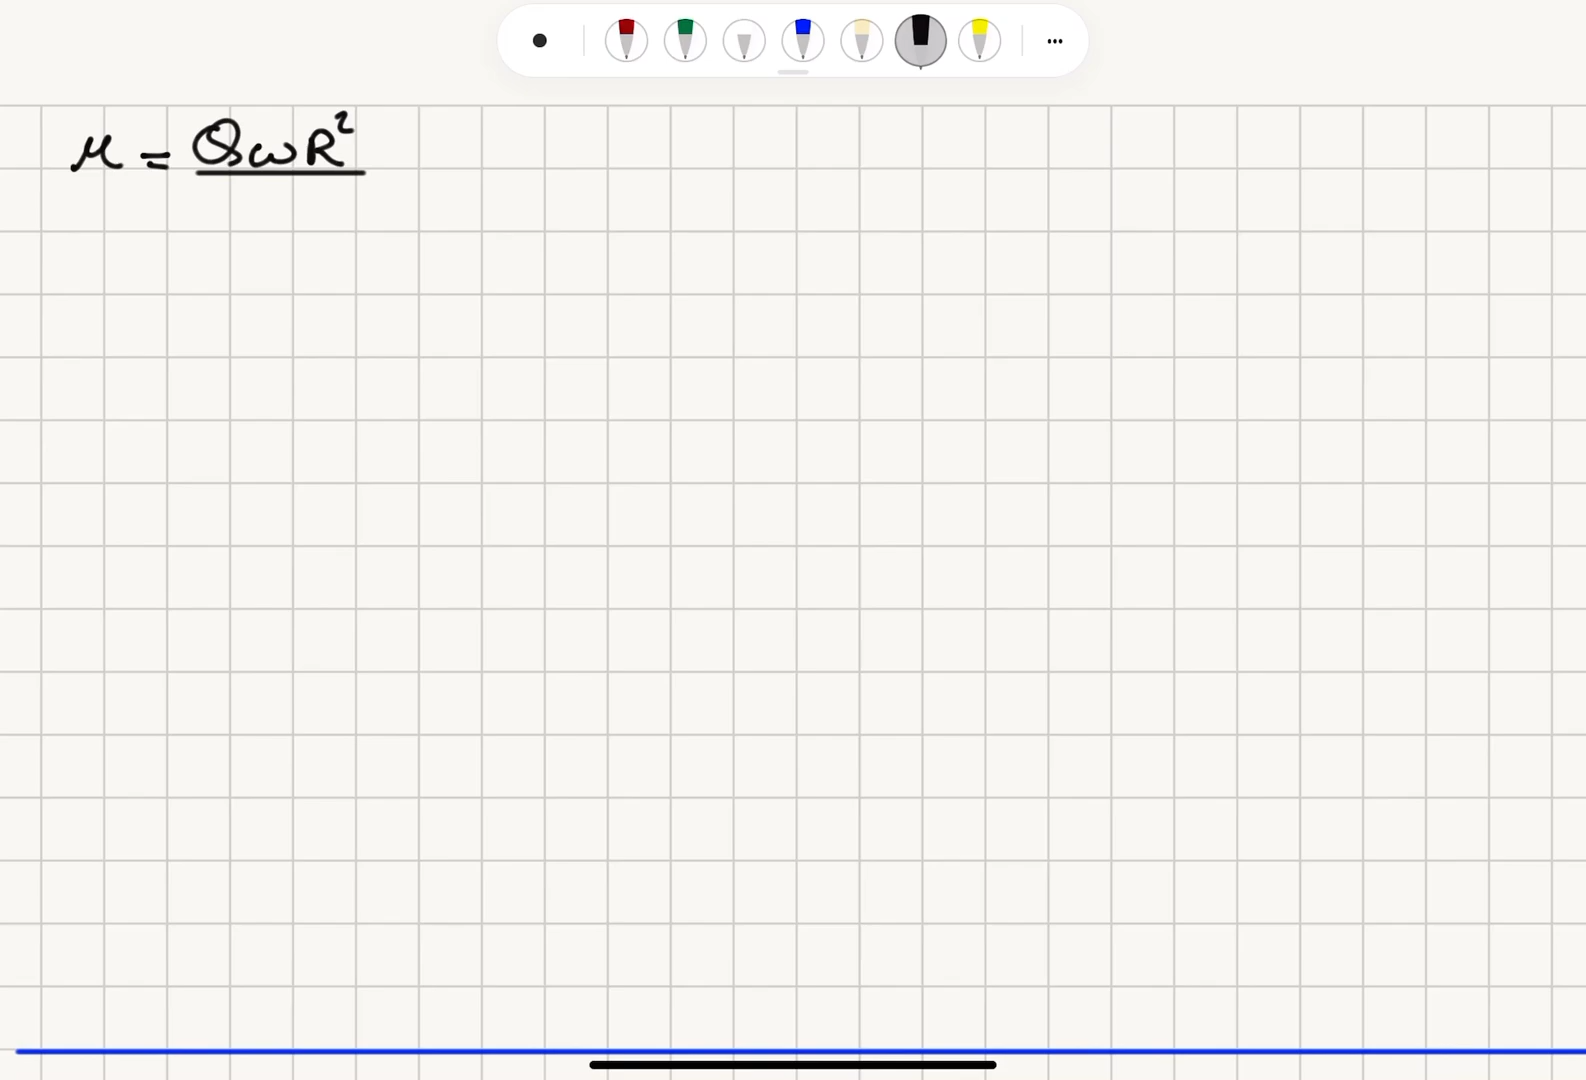 μ = QωR²